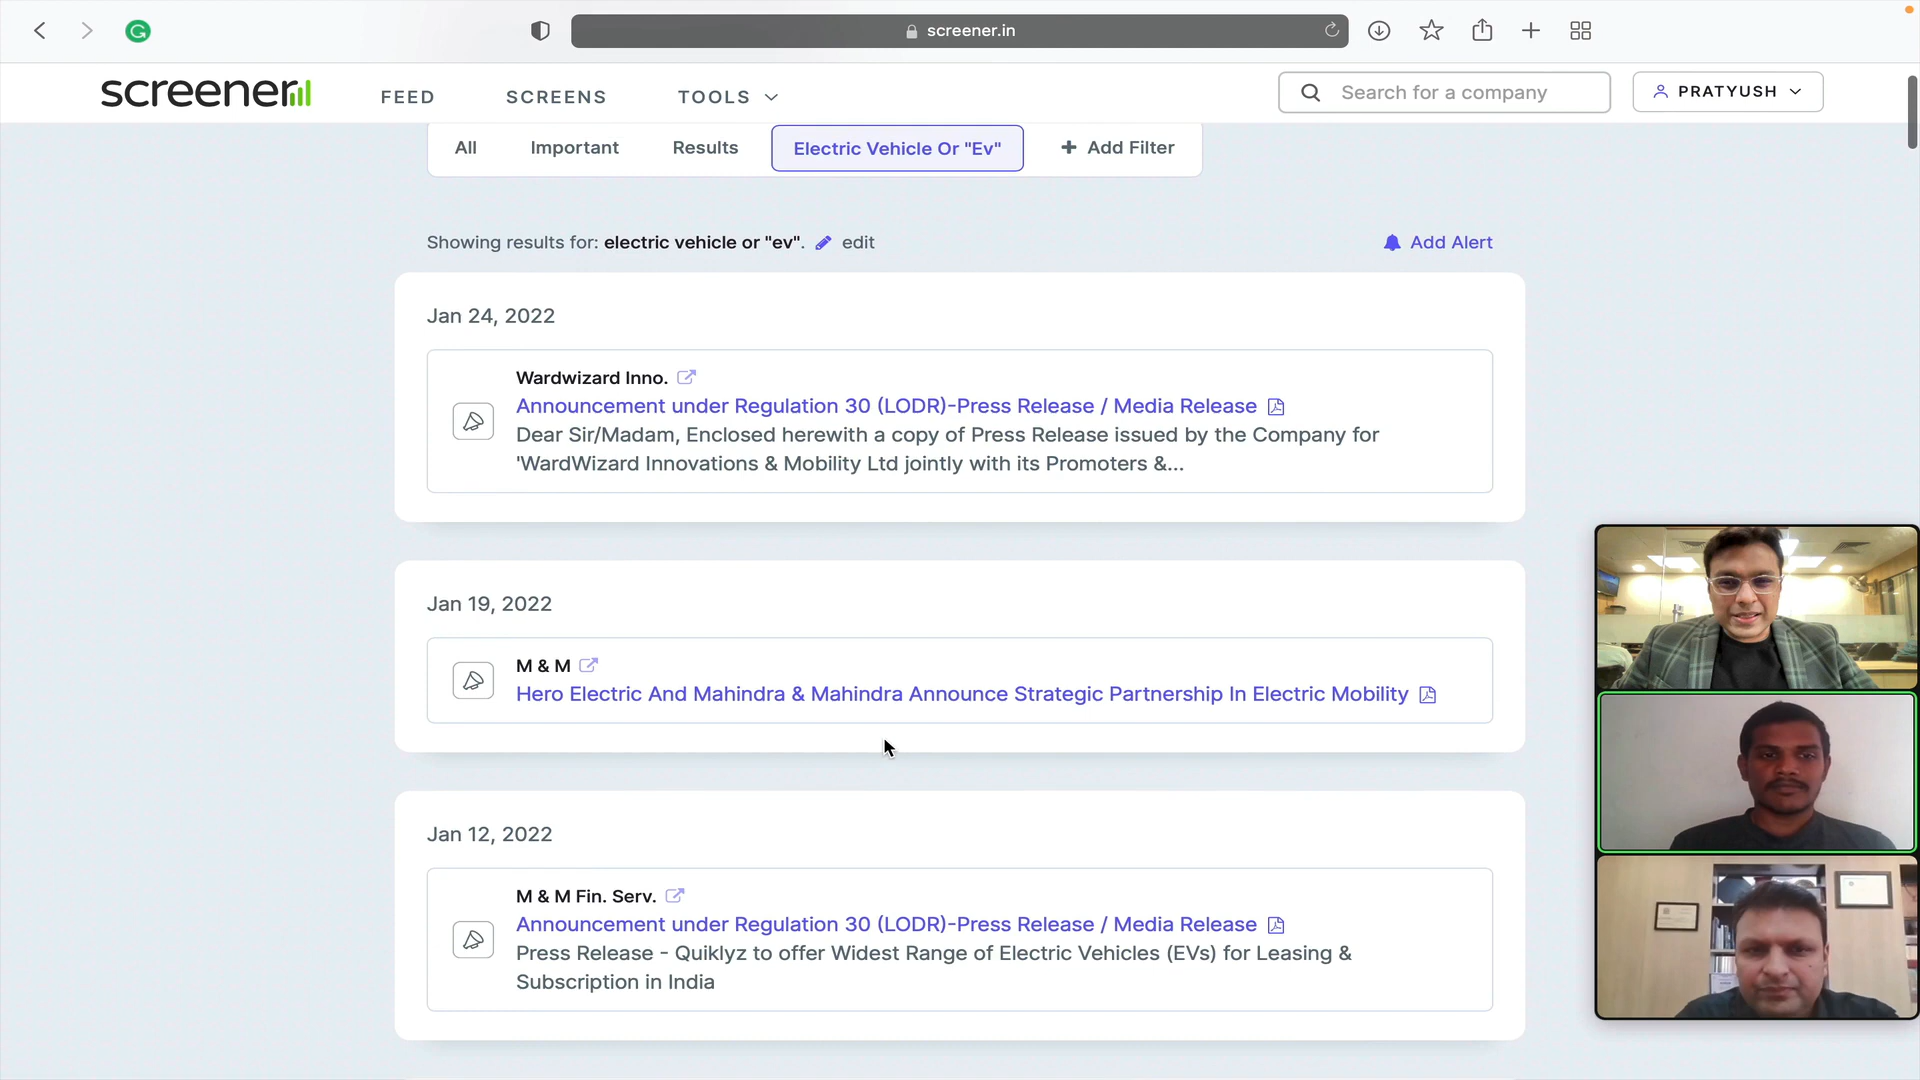 screener.in
screener
FEED
SCREENS
TOOLS
Search for a company
PRATYUSH
All
Important
Results
Electric Vehicle Or "Ev"
+ Add Filter
Showing results for: electric vehicle or "ev". edit
Add Alert
Jan 24, 2022
Wardwizard Inno.
Announcement under Regulation 30 (LODR)-Press Release / Media Release
Dear Sir/Madam, Enclosed herewith a copy of Press Release issued by the Company for
'WardWizard Innovations & Mobility Ltd jointly with its Promoters &...
Jan 19, 2022
M & M
Hero Electric And Mahindra & Mahindra Announce Strategic Partnership In Electric Mobility
Jan 12, 2022
M & M Fin. Serv.
Announcement under Regulation 30 (LODR)-Press Release / Media Release
Press Release - Quiklyz to offer Widest Range of Electric Vehicles (EVs) for Leasing &
Subscription in India